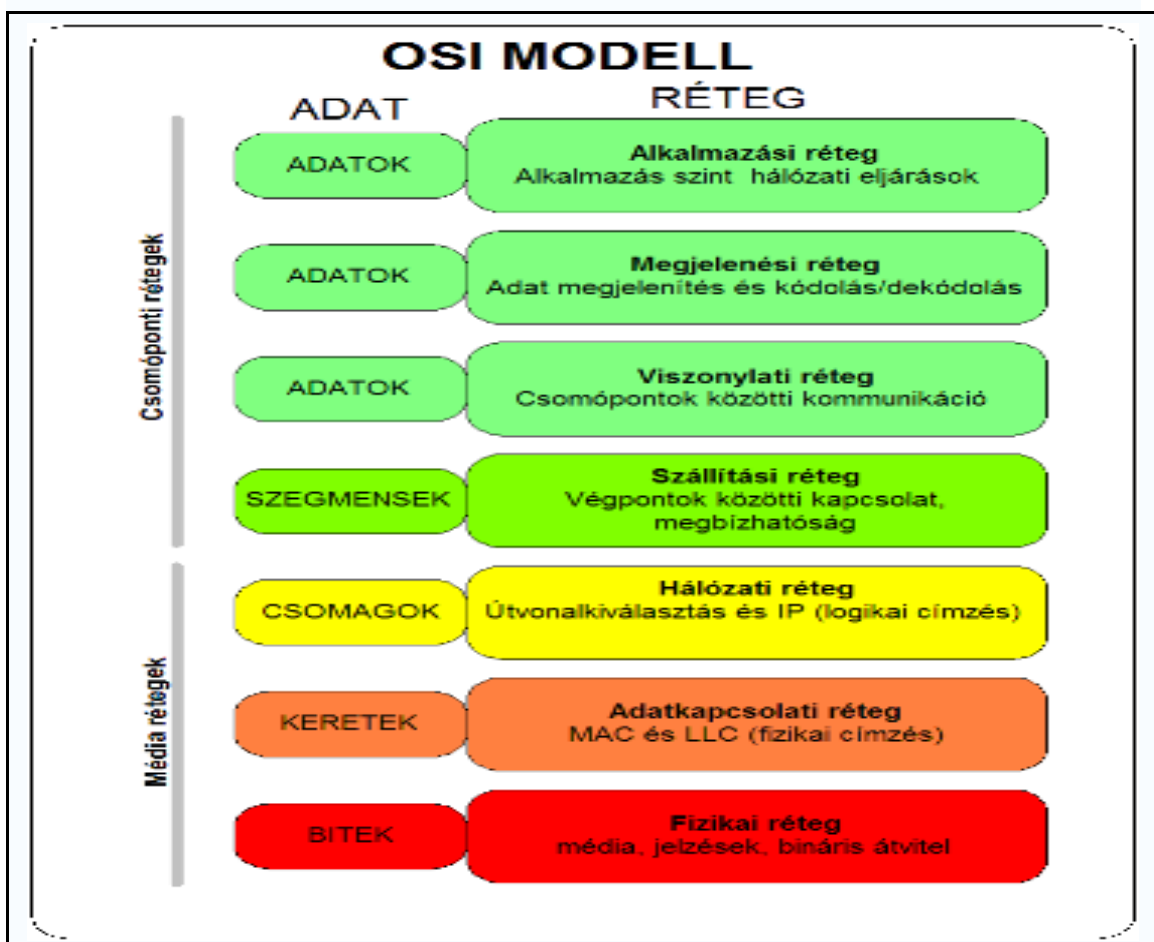 OSI MODELL
ADAT
RÉTEG
Csomóponti rétegek
ADATOK
Alkalmazási réteg
Alkalmazás szint hálózati eljárások
ADATOK
Megjelenési réteg
Adat megjelenítés és kódolás/dekódolás
ADATOK
Viszonylati réteg
Csomópontok közötti kommunikáció
SZEGMENSEK
Szállítási réteg
Végpontok közötti kapcsolat,
megbízhatóság
Média rétegek
CSOMAGOK
Hálózati réteg
Útvonalkiválasztás és IP (logikai címzés)
KERETEK
Adatkapcsolati réteg
MAC és LLC (fizikai címzés)
BITEK
Fizikai réteg
média, jelzések, bináris átvitel